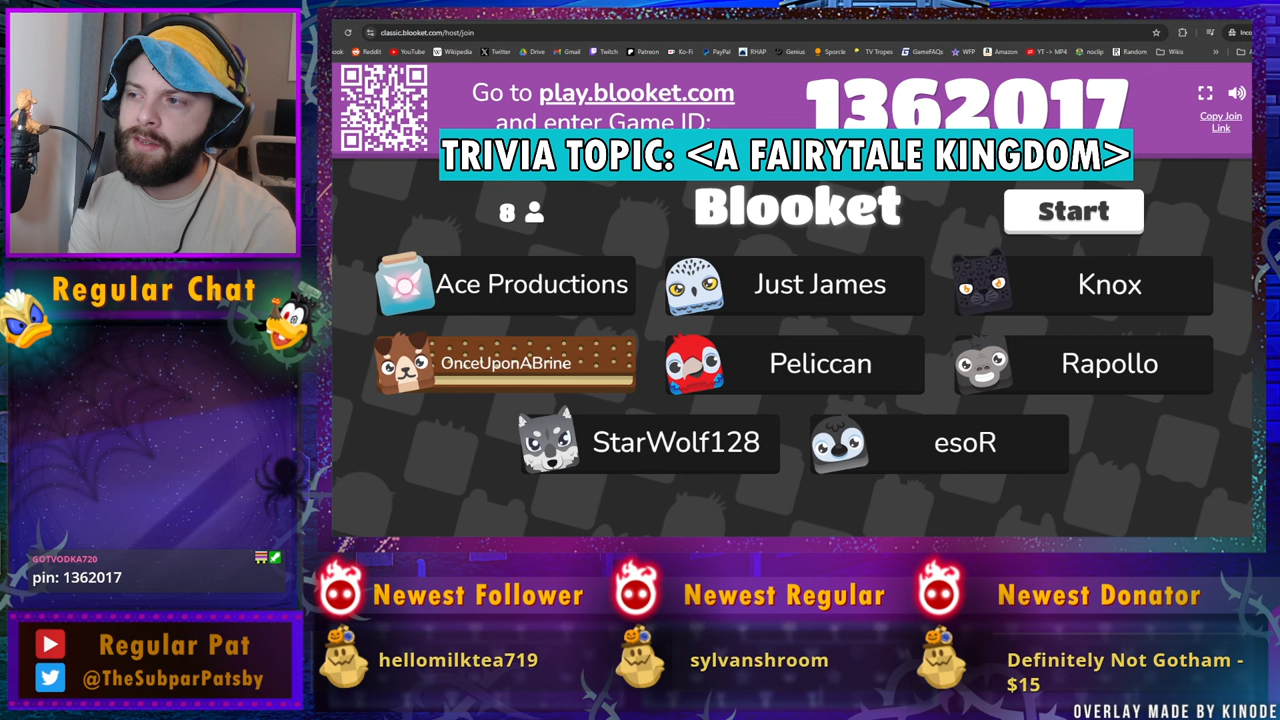 classic.blooket.com/host/join
Inco
ook Reddit YouTube Wikipedia Twitter Drive Gmail Twitch Patreon Ko-Fi PayPal RHAP Genius Sporcle TV Tropes GameFAQs WFP Amazon YT -> MP4 noclip Random Wikis » A
Go to play.blooket.com
and enter Game ID:
1362017
Copy Join
Link
TRIVIA TOPIC: <A FAIRYTALE KINGDOM>
8
Blooket
Start
Ace Productions
Just James
Knox
OnceUponABrine
Peliccan
Rapollo
StarWolf128
esoR
Regular Chat
GOTVODKA720
pin: 1362017
Regular Pat
@TheSubparPatsby
Newest Follower
Newest Regular
Newest Donator
hellomilktea719
sylvanshroom
Definitely Not Gotham -
$15
OVERLAY MADE BY KINODE